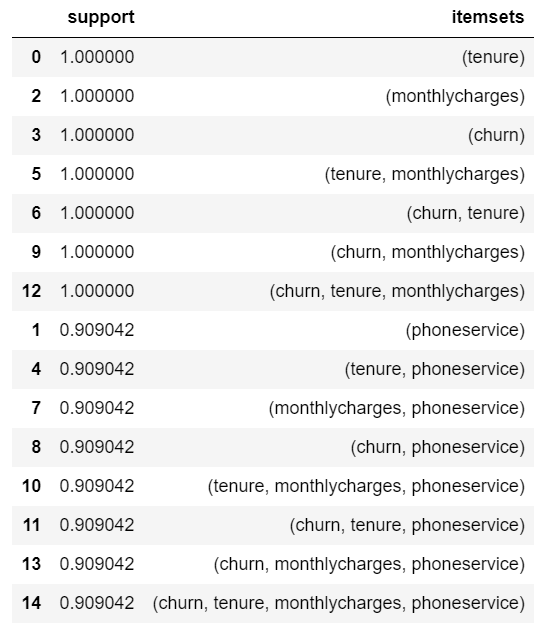 support itemsets
0 1.000000 (tenure)
2 1.000000 (monthlycharges)
3 1.000000 (churn)
5 1.000000 (tenure, monthlycharges)
6 1.000000 (churn, tenure)
9 1.000000 (churn, monthlycharges)
12 1.000000 (churn, tenure, monthlycharges)
1 0.909042 (phoneservice)
4 0.909042 (tenure, phoneservice)
7 0.909042 (monthlycharges, phoneservice)
8 0.909042 (churn, phoneservice)
10 0.909042 (tenure, monthlycharges, phoneservice)
11 0.909042 (churn, tenure, phoneservice)
13 0.909042 (churn, monthlycharges, phoneservice)
14 0.909042 (churn, tenure, monthlycharges, phoneservice)